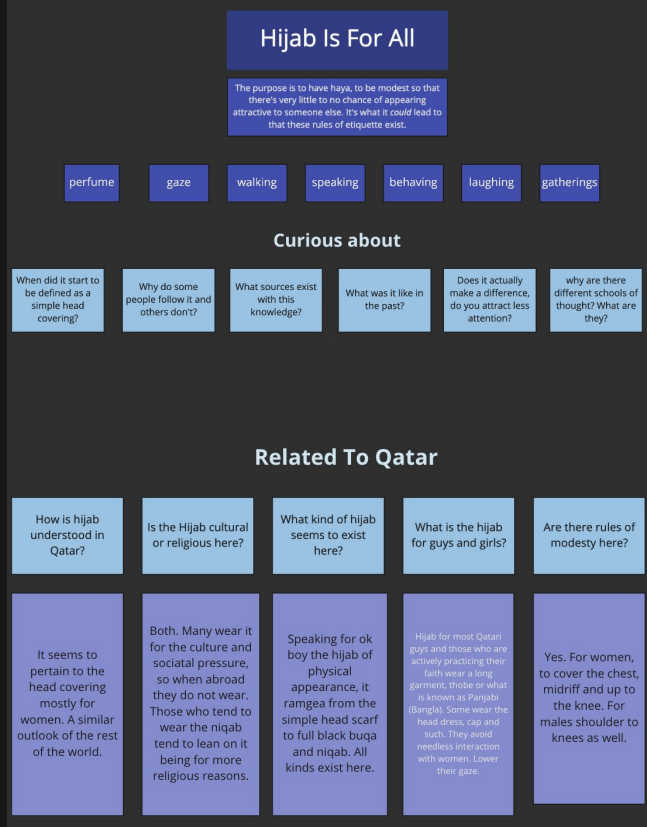 Hijab Is For All
The purpose is to have haya, to be modest so that
there's very little to no chance of appearing
attractive to someone else. It's what it could lead to
that these rules of etiquette exist.
perfume
gaze
walking
speaking
behaving
laughing
gatherings
Curious about
When did it start to
be defined as a
simple head
covering?
Why do some
people follow it and
others don't?
What sources exist
with this
knowledge?
What was it like in
the past?
Does it actually
make a difference,
do you attract less
attention?
why are there
different schools of
thought? What are
they?
Related To Qatar
How is hijab
understood in
Qatar?
Is the Hijab cultural
or religious here?
What kind of hijab
seems to exist
here?
What is the hijab
for guys and girls?
Are there rules of
modesty here?
It seems to
pertain to the
head covering
mostly for
women. A similar
outlook of the rest
of the world.
Both. Many wear it
for the culture and
sociatal pressure,
so when abroad
they do not wear.
Those who tend to
wear the niqab
tend to lean on it
being for more
religious reasons.
Speaking for ok
boy the hijab of
physical
appearance, it
ramgea from the
simple head scarf
to full black buqa
and niqab. All
kinds exist here.
Hijab for most Qatari
guys and those who are
actively practicing their
faith wear a long
garment, thobe or what
is known as Panjabi
(Bangla). Some wear the
head dress, cap and
such. They avoid
needless interaction
with women. Lower
their gaze.
Yes. For women,
to cover the chest,
midriff and up to
the knee. For
males shoulder to
knees as well.